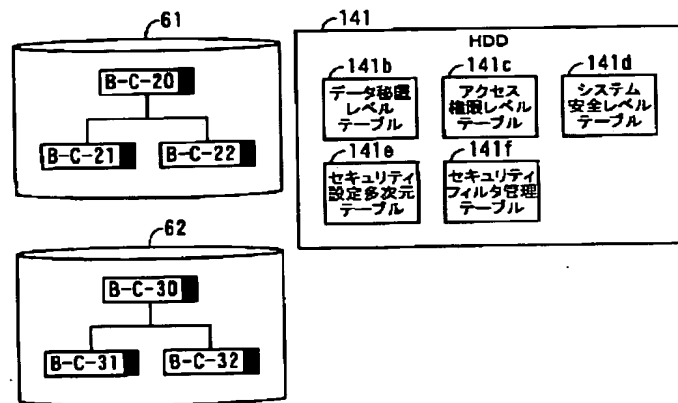 61
B-C-20
B-C-21
B-C-22
62
B-C-30
B-C-31
B-C-32
141
HDD
141b
データ秘匿
レベル
テーブル
141c
アクセス
権限レベル
テーブル
141d
システム
安全レベル
テーブル
141e
セキュリティ
設定多次元
テーブル
141f
セキュリティ
フィルタ管理
テーブル